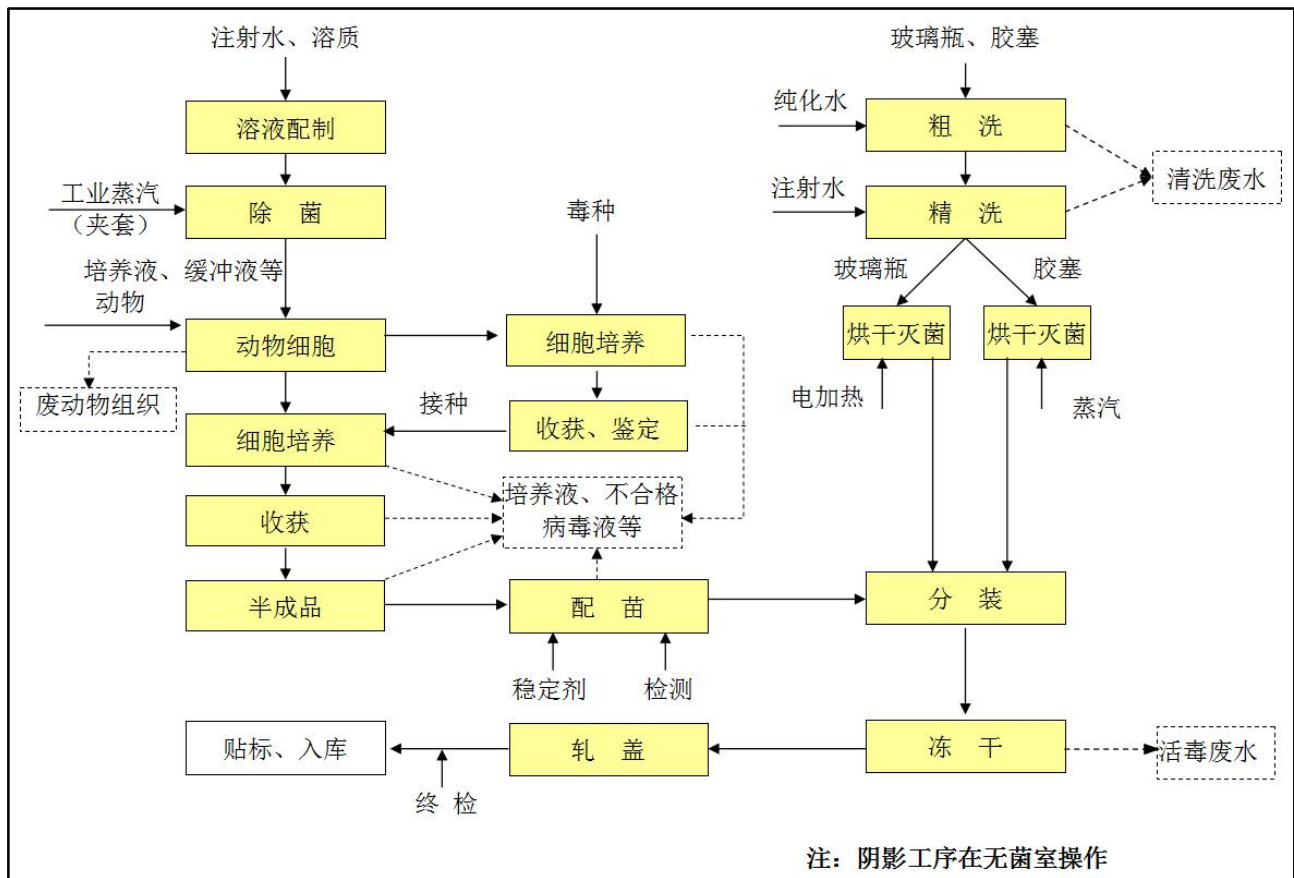 注射水、溶质
玻璃瓶、胶塞
溶液配制
纯化水
粗 洗
清洗废水
工业蒸汽
（夹套）
除 菌
注射水
精 洗
毒种
培养液、缓冲液等
动物
玻璃瓶
胶塞
动物细胞
细胞培养
烘干灭菌
烘干灭菌
废动物组织
电加热
蒸汽
接种
细胞培养
收获、鉴定
收获
培养液、不合格
病毒液等
半成品
配 苗
分 装
稳定剂
检测
贴标、入库
轧 盖
冻 干
活毒废水
终 检
注：阴影工序在无菌室操作